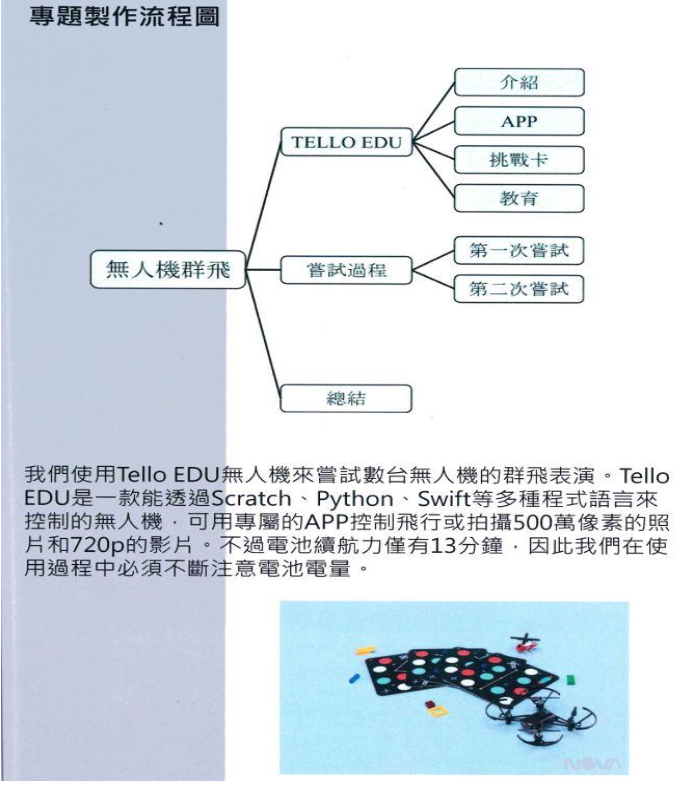 專題製作流程圖
介紹
APP
TELLO EDU
挑戰卡
教育
第一次嘗試
無人機群飛
嘗試過程
第二次嘗試
總結
我們使用Tello EDU無人機來嘗試數台無人機的群飛表演。Tello
EDU是一款能透過Scratch、Python、Swift等多種程式語言來
控制的無人機，可用專屬的APP控制飛行或拍攝500萬像素的照
片和720p的影片。不過電池續航力僅有13分鐘，因此我們在使
用過程中必須不斷注意電池電量。
NOVA